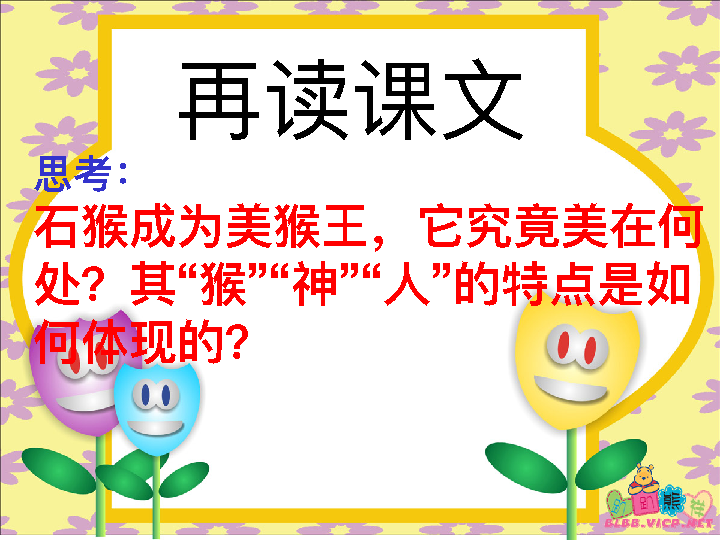 再读课文
思考：
石猴成为美猴王，它究竟美在何
处？其“猴”“神”“人”的特点是如
何体现的？
BLBB.VICP.NET